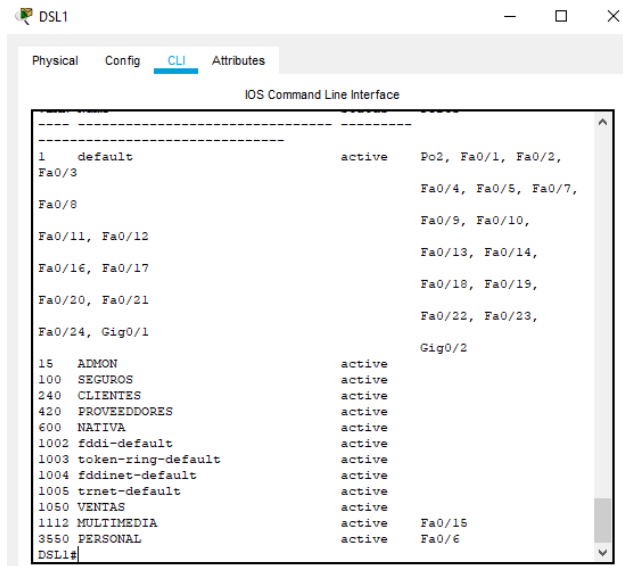 DSL1
Physical Config CLI Attributes
IOS Command Line Interface
---- -------------------------------- ---------
-------------------------------
1 default active Po2, Fa0/1, Fa0/2,
Fa0/3
Fa0/4, Fa0/5, Fa0/7,
Fa0/8
Fa0/9, Fa0/10,
Fa0/11, Fa0/12
Fa0/13, Fa0/14,
Fa0/16, Fa0/17
Fa0/18, Fa0/19,
Fa0/20, Fa0/21
Fa0/22, Fa0/23,
Fa0/24, Gig0/1
Gig0/2
15 ADMON active
100 SEGUROS active
240 CLIENTES active
420 PROVEEDDORES active
600 NATIVA active
1002 fddi-default active
1003 token-ring-default active
1004 fddinet-default active
1005 trnet-default active
1050 VENTAS active
1112 MULTIMEDIA active Fa0/15
3550 PERSONAL active Fa0/6
DSL1#